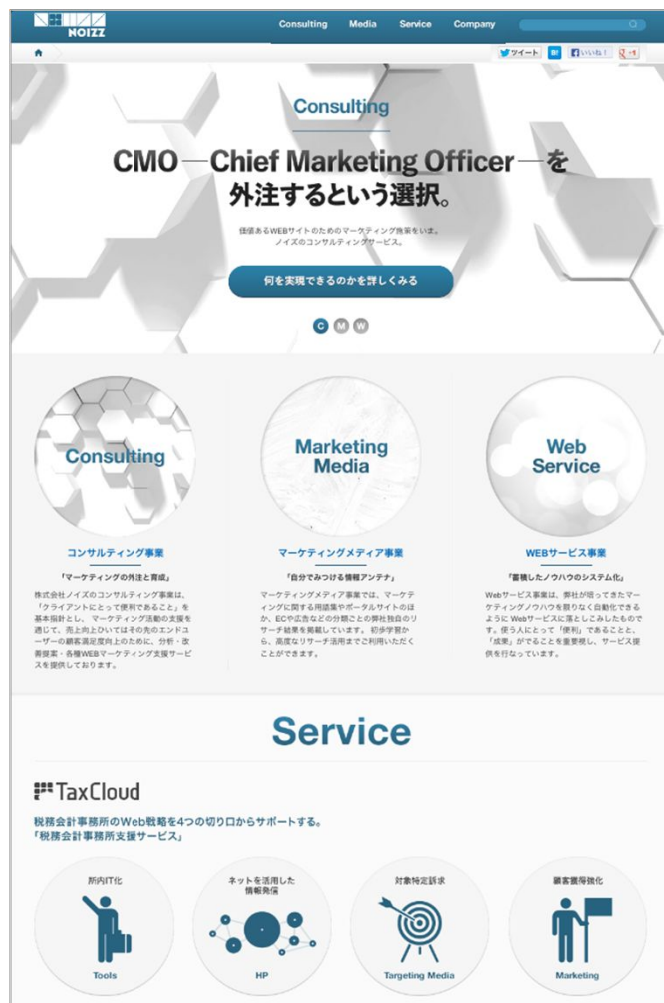 NOIZZ
Consulting Media Service Company
ツイート B! いいね！
Consulting
CMO—Chief Marketing Officer—を
外注するという選択。
価値あるWEBサイトのためのマーケティング施策をいま。
ノイズのコンサルティングサービス。
何を実現できるのかを詳しくみる
C M W
Consulting
Marketing
Media
Web
Service
コンサルティング事業
「マーケティングの外注と育成」
株式会社ノイズのコンサルティング事業は、
「クライアントにとって便利であること」を
基本指針とし、 マーケティング活動の支援を
通じて、売上向上ひいてはその先のエンドユ
ーザーの顧客満足度向上のために、分析・改
善提案・各種WEBマーケティング支援サービ
スを提供しております。
マーケティングメディア事業
「自分でみつける情報アンテナ」
マーケティングメディア事業では、マーケテ
ィングに関する用語集やポータルサイトのほ
か、ECや広告などの分類ごとの弊社独自のリ
サーチ結果を掲載しています。 初歩学習か
ら、高度なリサーチ活用までご利用いただく
ことができます。
WEBサービス事業
「蓄積したノウハウのシステム化」
Webサービス事業は、弊社が培ってきたマー
ケティングノウハウを限りなく自動化できる
ように Webサービスに落としこみしたもので
す。使う人にとって「便利」であることと、
「成果」がでることを重要視し、サービス提
供を行なっています。
Service
TaxCloud
税務会計事務所のWeb戦略を4つの切り口からサポートする。
「税務会計事務所支援サービス」
所内IT化
Tools
ネットを活用した
情報発信
HP
対象特定訴求
Targeting Media
顧客獲得強化
Marketing